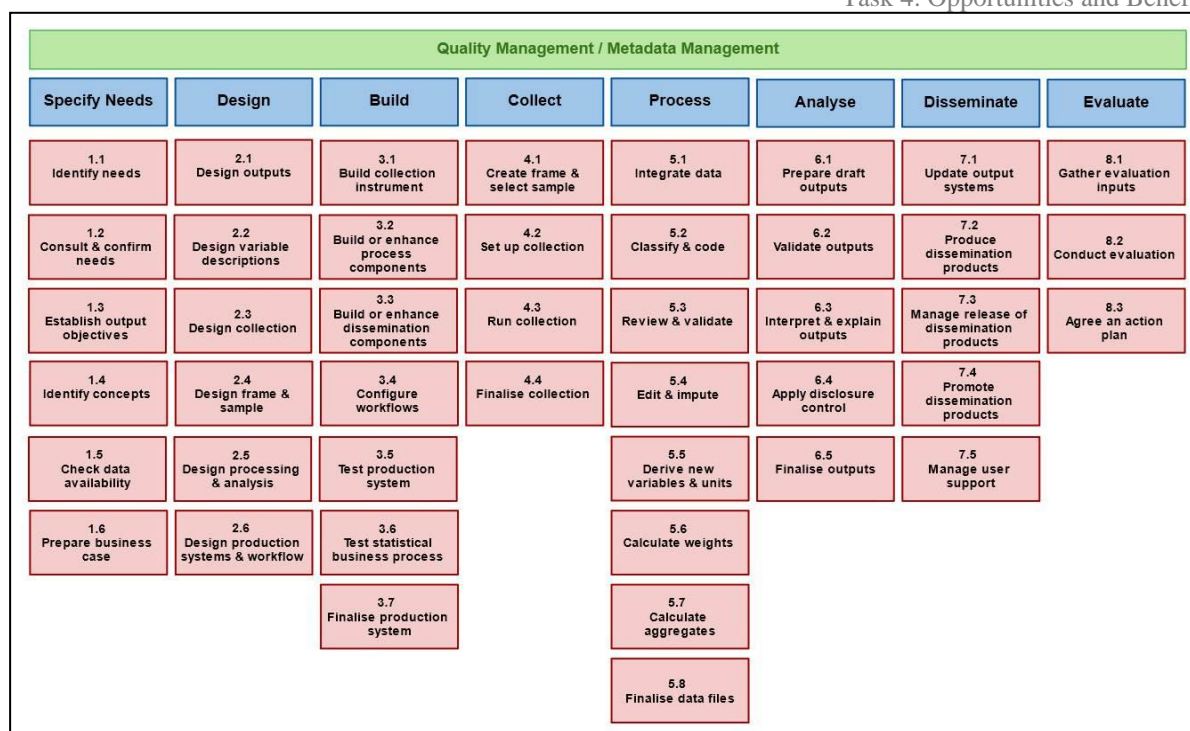 Task 4: Opportunities and Benef
Quality Management / Metadata Management
Specify Needs
Design
Build
Collect
Process
Analyse
Disseminate
Evaluate
1.1
Identify needs
2.1
Design outputs
3.1
Build collection
instrument
4.1
Create frame &
select sample
5.1
Integrate data
6.1
Prepare draft
outputs
7.1
Update output
systems
8.1
Gather evaluation
inputs
1.2
Consult & confirm
needs
2.2
Design variable
descriptions
3.2
Build or enhance
process
components
4.2
Set up collection
5.2
Classify & code
6.2
Validate outputs
7.2
Produce
dissemination
products
8.2
Conduct evaluation
1.3
Establish output
objectives
2.3
Design collection
3.3
Build or enhance
dissemination
components
4.3
Run collection
5.3
Review & validate
6.3
Interpret & explain
outputs
7.3
Manage release of
dissemination
products
8.3
Agree an action
plan
1.4
Identify concepts
2.4
Design frame &
sample
3.4
Configure
workflows
4.4
Finalise collection
5.4
Edit & impute
6.4
Apply disclosure
control
7.4
Promote
dissemination
products
1.5
Check data
availability
2.5
Design processing
& analysis
3.5
Test production
system
5.5
Derive new
variables & units
6.5
Finalise outputs
7.5
Manage user
support
1.6
Prepare business
case
2.6
Design production
systems & workflow
3.6
Test statistical
business process
5.6
Calculate weights
3.7
Finalise production
system
5.7
Calculate
aggregates
5.8
Finalise data files